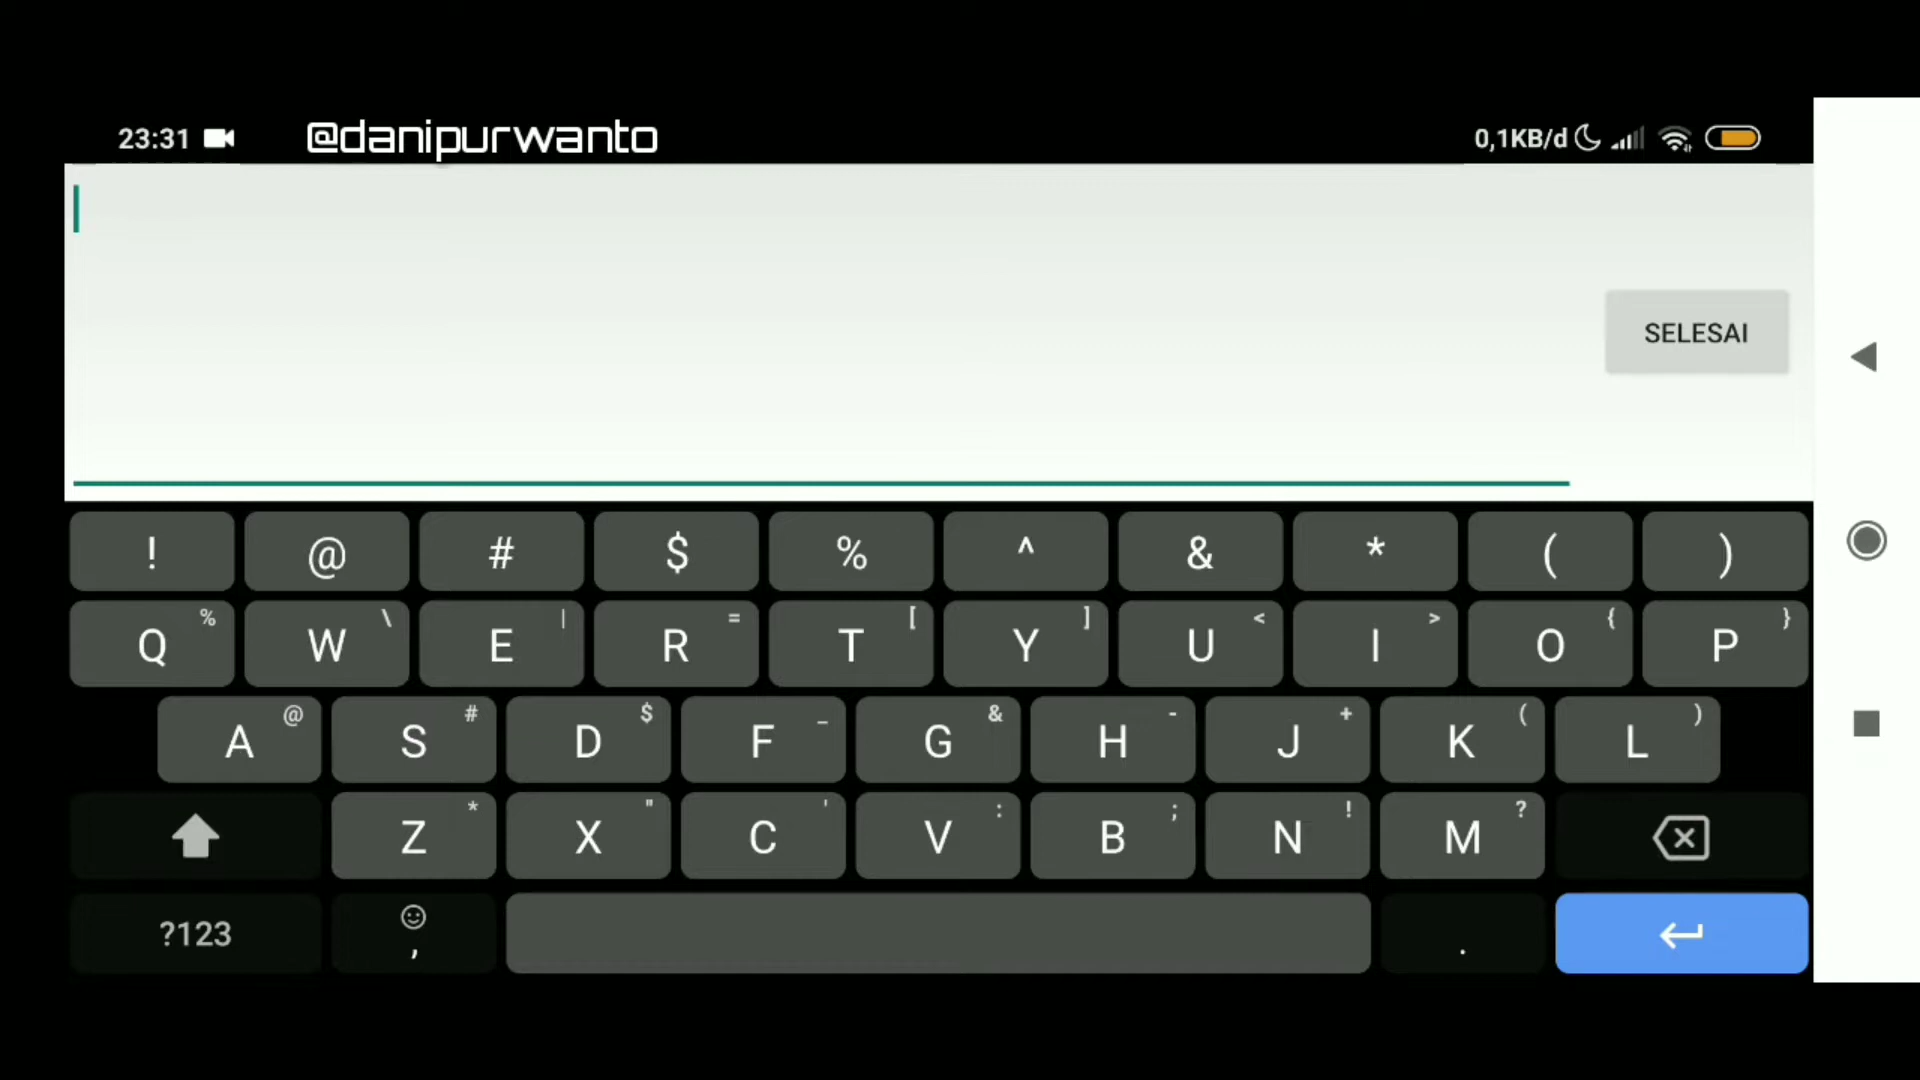 23:31 @danipurwanto 0,1KB/d
SELESAI
! @ # $ % ^ & * ( )
Q % W \ E | R = T [ Y ] U < I > O { P }
A @ S # D $ F _ G & H - J + K ( L )
Z * X " C ' V : B ; N ! M ?
?123 , .